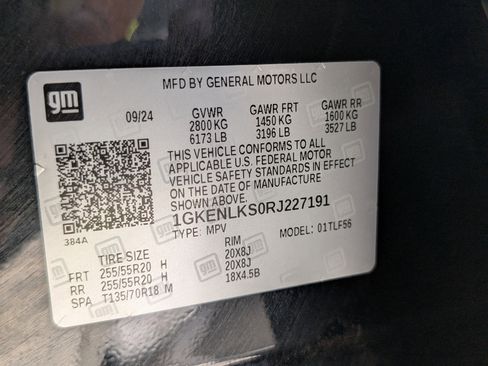 MFD BY GENERAL MOTORS LLC
gm
09/24 GVWR GAWR FRT GAWR RR
2800 KG 1450 KG 1600 KG
6173 LB 3196 LB 3527 LB
THIS VEHICLE CONFORMS TO ALL
APPLICABLE U.S. FEDERAL MOTOR
VEHICLE SAFETY STANDARDS IN EFFECT
ON THE DATE OF MANUFACTURE
SHOWN ABOVE.
1GKENLKS0RJ227191
384A
TYPE: MPV MODEL: 01TLF56
TIRE SIZE RIM
FRT 255/55R20 H 20X8J
RR 255/55R20 H 20X8J
SPA T135/70R18 M 18X4.5B